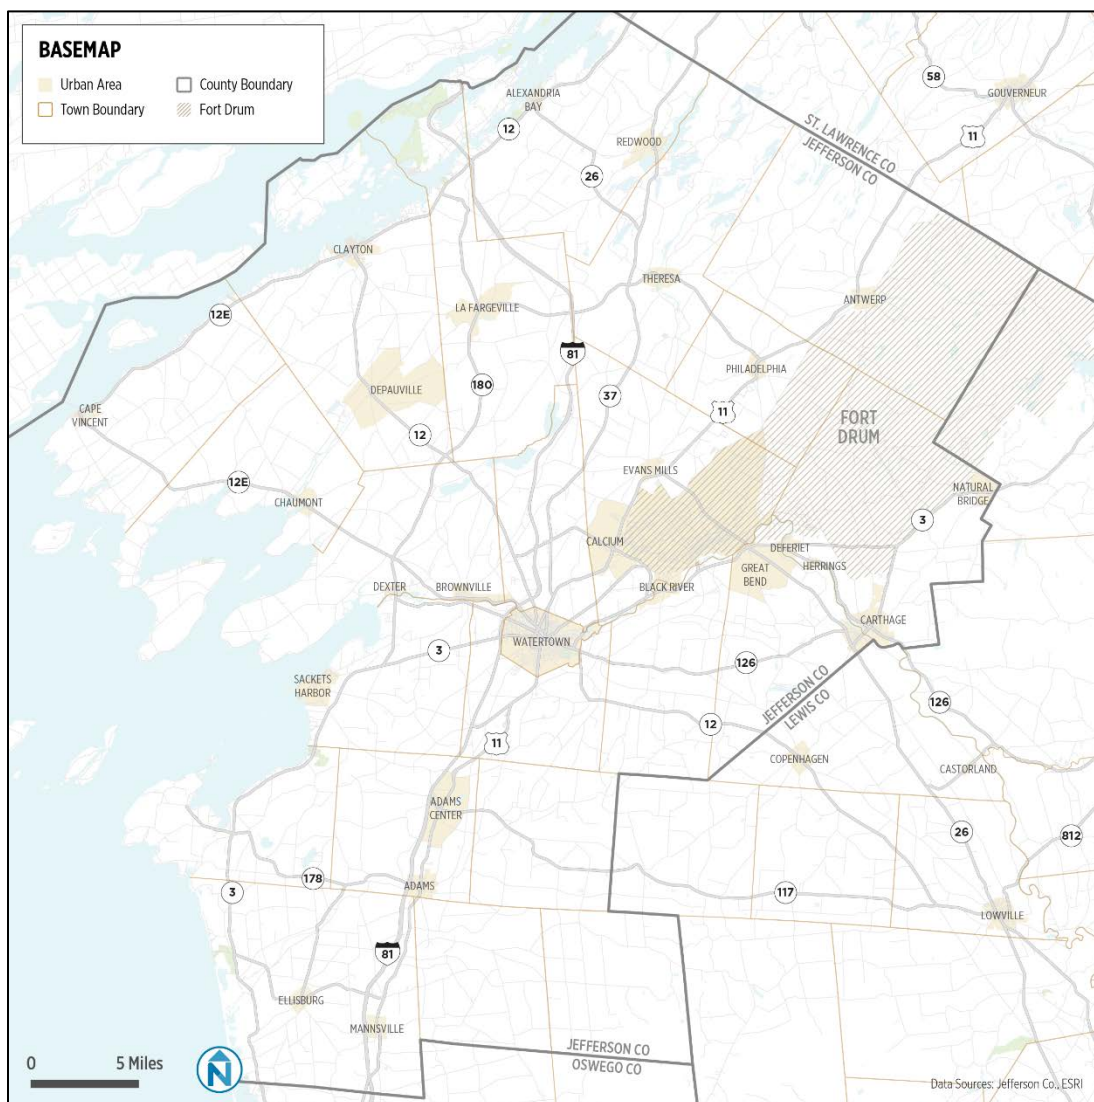 BASEMAP
Urban Area
County Boundary
Town Boundary
Fort Drum
ALEXANDRIA
BAY
12
REDWOOD
26
58
GOUVERNEUR
11
ST. LAWRENCE CO
JEFFERSON CO
CLAYTON
THERESA
ANTWERP
LA FARGEVILLE
12E
81
PHILADELPHIA
DEPAUVILLE
180
37
11
CAPE
VINCENT
12
FORT
DRUM
EVANS MILLS
12E
CHAUMONT
NATURAL
BRIDGE
3
CALCIUM
DEFERIET
HERRINGS
GREAT
BEND
DEXTER
BROWNVILLE
BLACK RIVER
CARTHAGE
WATERTOWN
3
126
SACKETS
HARBOR
JEFFERSON CO
LEWIS CO
126
12
11
COPENHAGEN
CASTORLAND
ADAMS
CENTER
26
812
178
ADAMS
3
117
LOWVILLE
81
ELLISBURG
MANNSVILLE
JEFFERSON CO
OSWEGO CO
0
5 Miles
N
Data Sources: Jefferson Co., ESRI